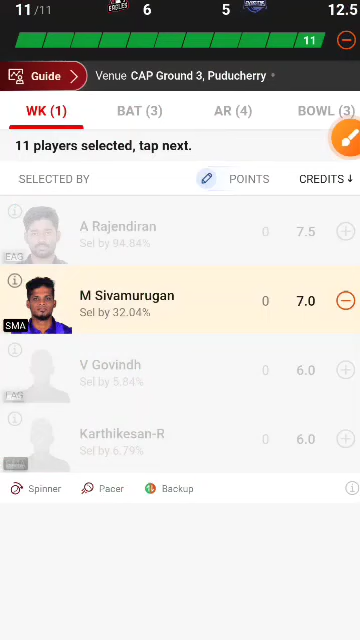 11 / 11 EAGLES 6 5 12.5
11
Guide Venue CAP Ground 3, Puducherry
WK (1) BAT (3) AR (4) BOWL (3)
11 players selected, tap next.
SELECTED BY POINTS CREDITS ↓
A Rajendiran
Sel by 94.84%
0 7.5
EAG
M Sivamurugan
Sel by 32.04%
0 7.0
SMA
V Govindh
Sel by 5.84%
0 6.0
EAG
Karthikesan-R
Sel by 6.79%
0 6.0
Spinner Pacer Backup